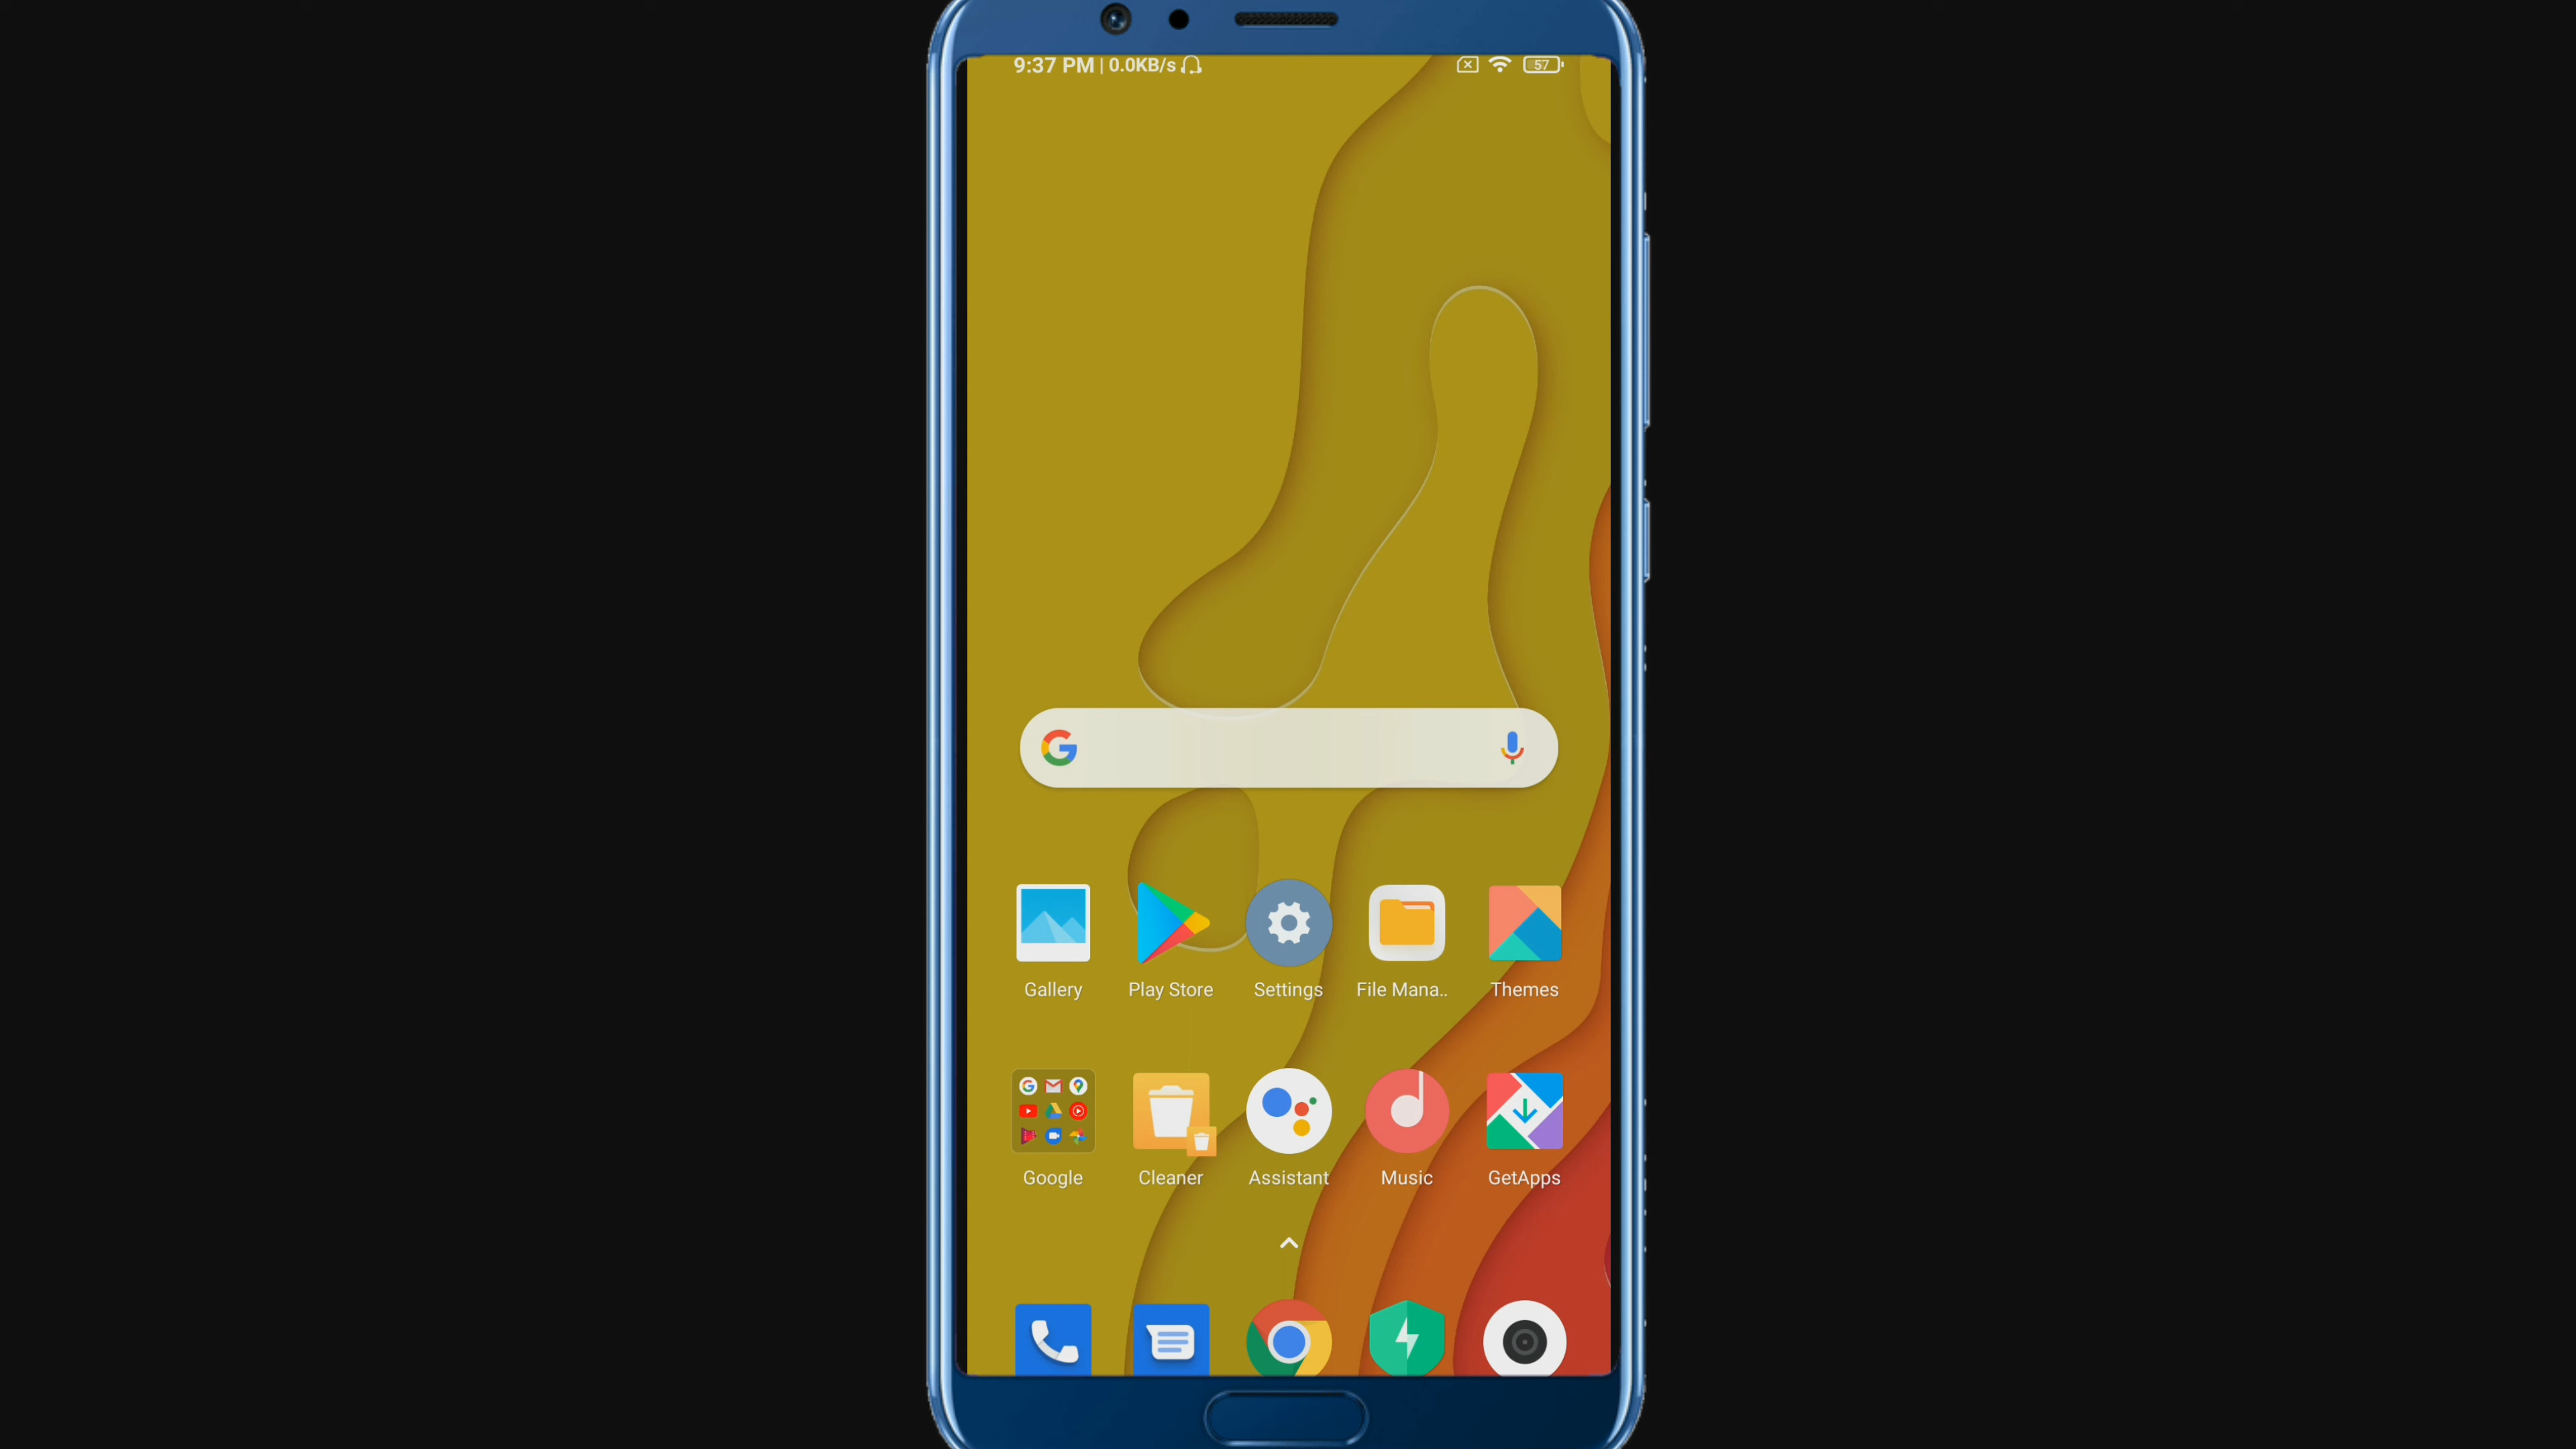 9:37 PM | 0.0KB/s 57
Gallery Play Store Settings File Mana.. Themes
Google Cleaner Assistant Music GetApps